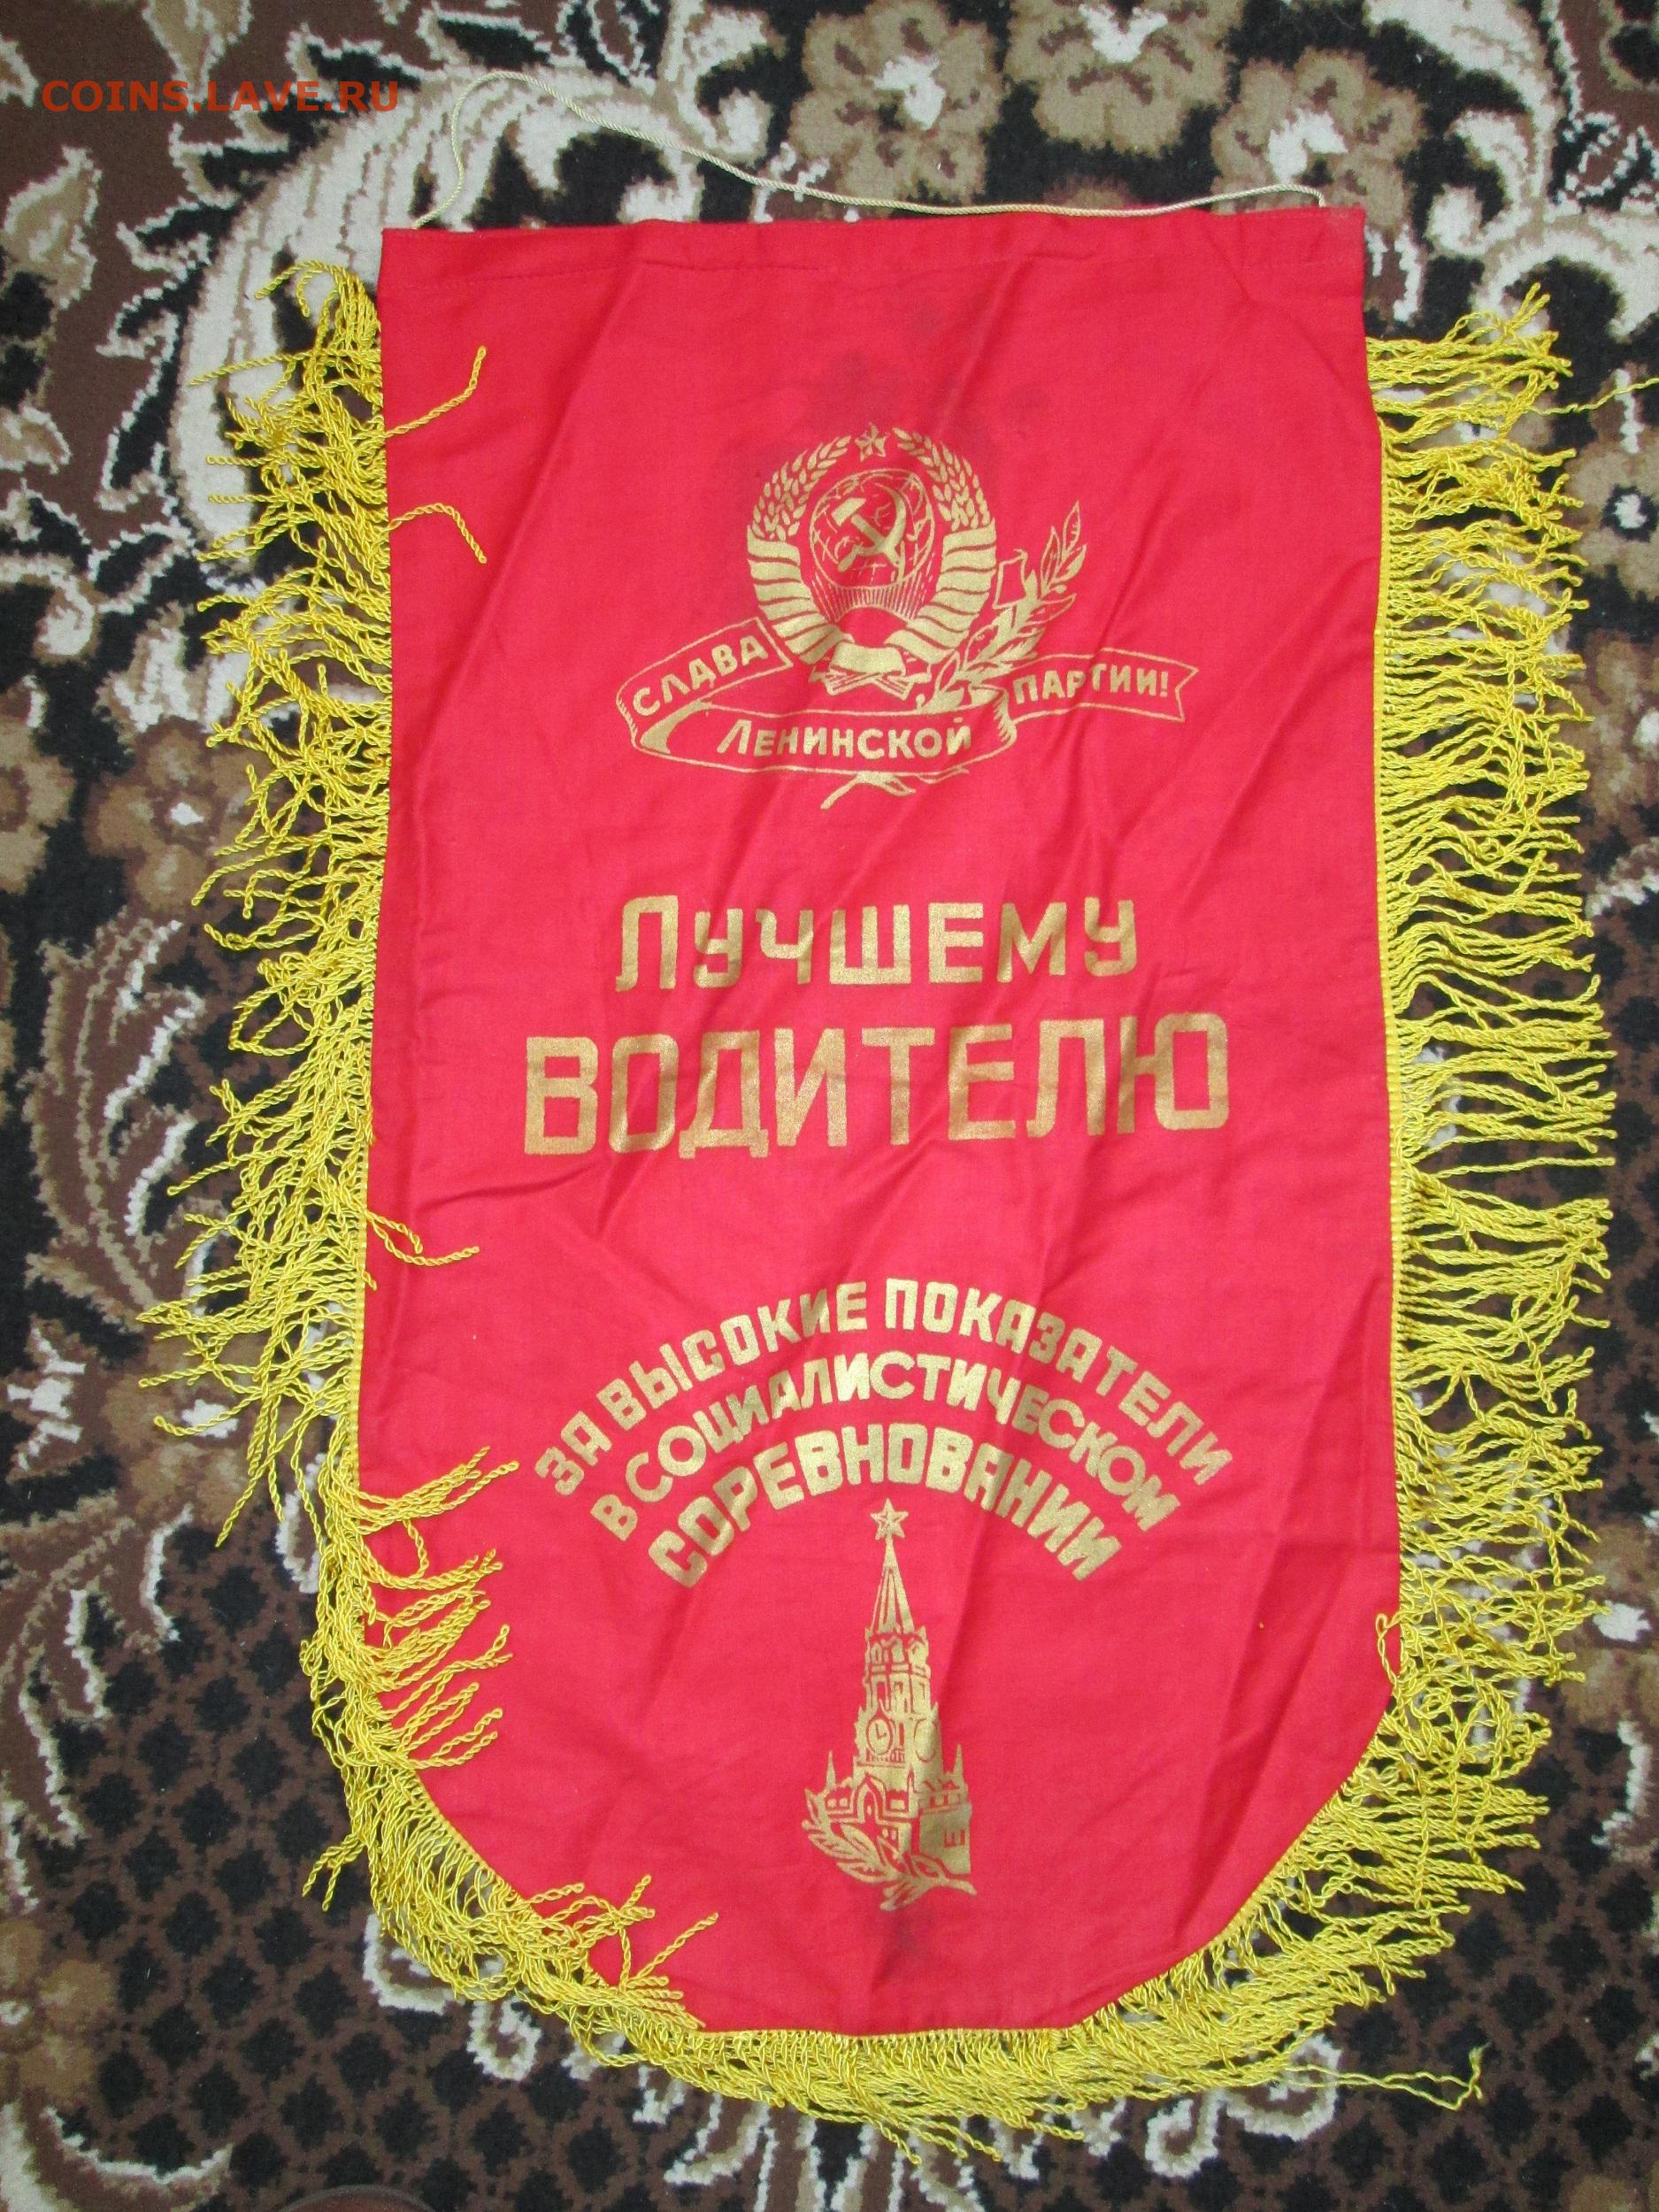 COINS.LAVE.RU
СЛАВА
ЛЕНИНСКОЙ
ПАРТИИ!
ЛУЧШЕМУ
ВОДИТЕЛЮ
ЗА ВЫСОКИЕ ПОКАЗАТЕЛИ
В СОЦИАЛИСТИЧЕСКОМ
СОРЕВНОВАНИИ